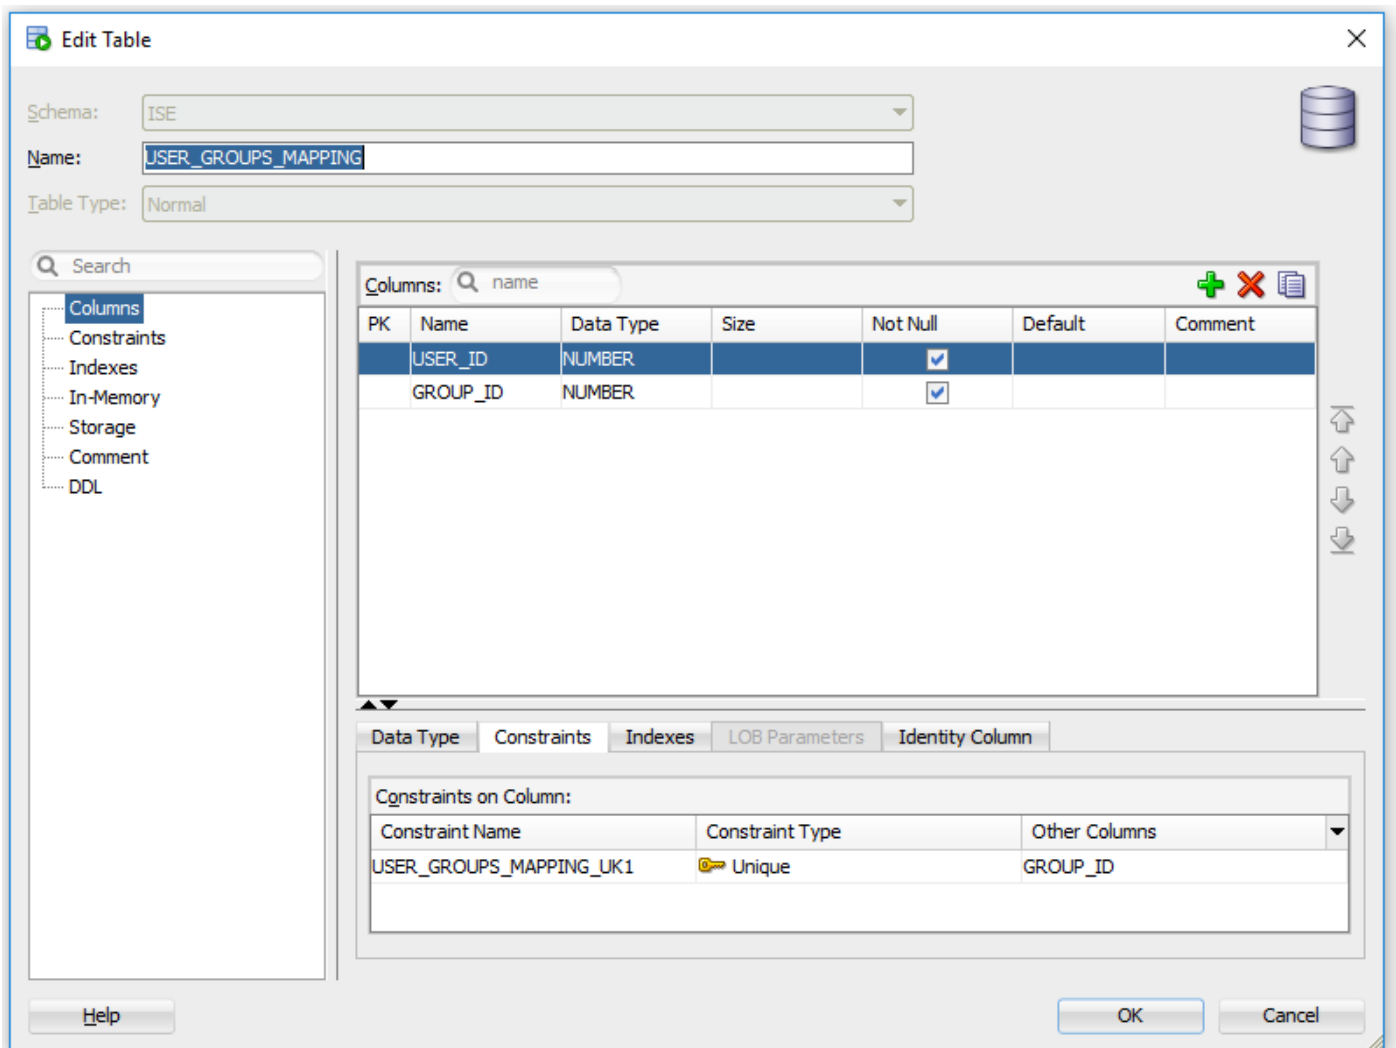 Edit Table
Schema: ISE
Name: USER_GROUPS_MAPPING
Table Type: Normal
Search
Columns
Constraints
Indexes
In-Memory
Storage
Comment
DDL
Columns: name
PK Name Data Type Size Not Null Default Comment
USER_ID NUMBER
GROUP_ID NUMBER
Data Type Constraints Indexes LOB Parameters Identity Column
Constraints on Column:
Constraint Name Constraint Type Other Columns
USER_GROUPS_MAPPING_UK1 Unique GROUP_ID
Help OK Cancel